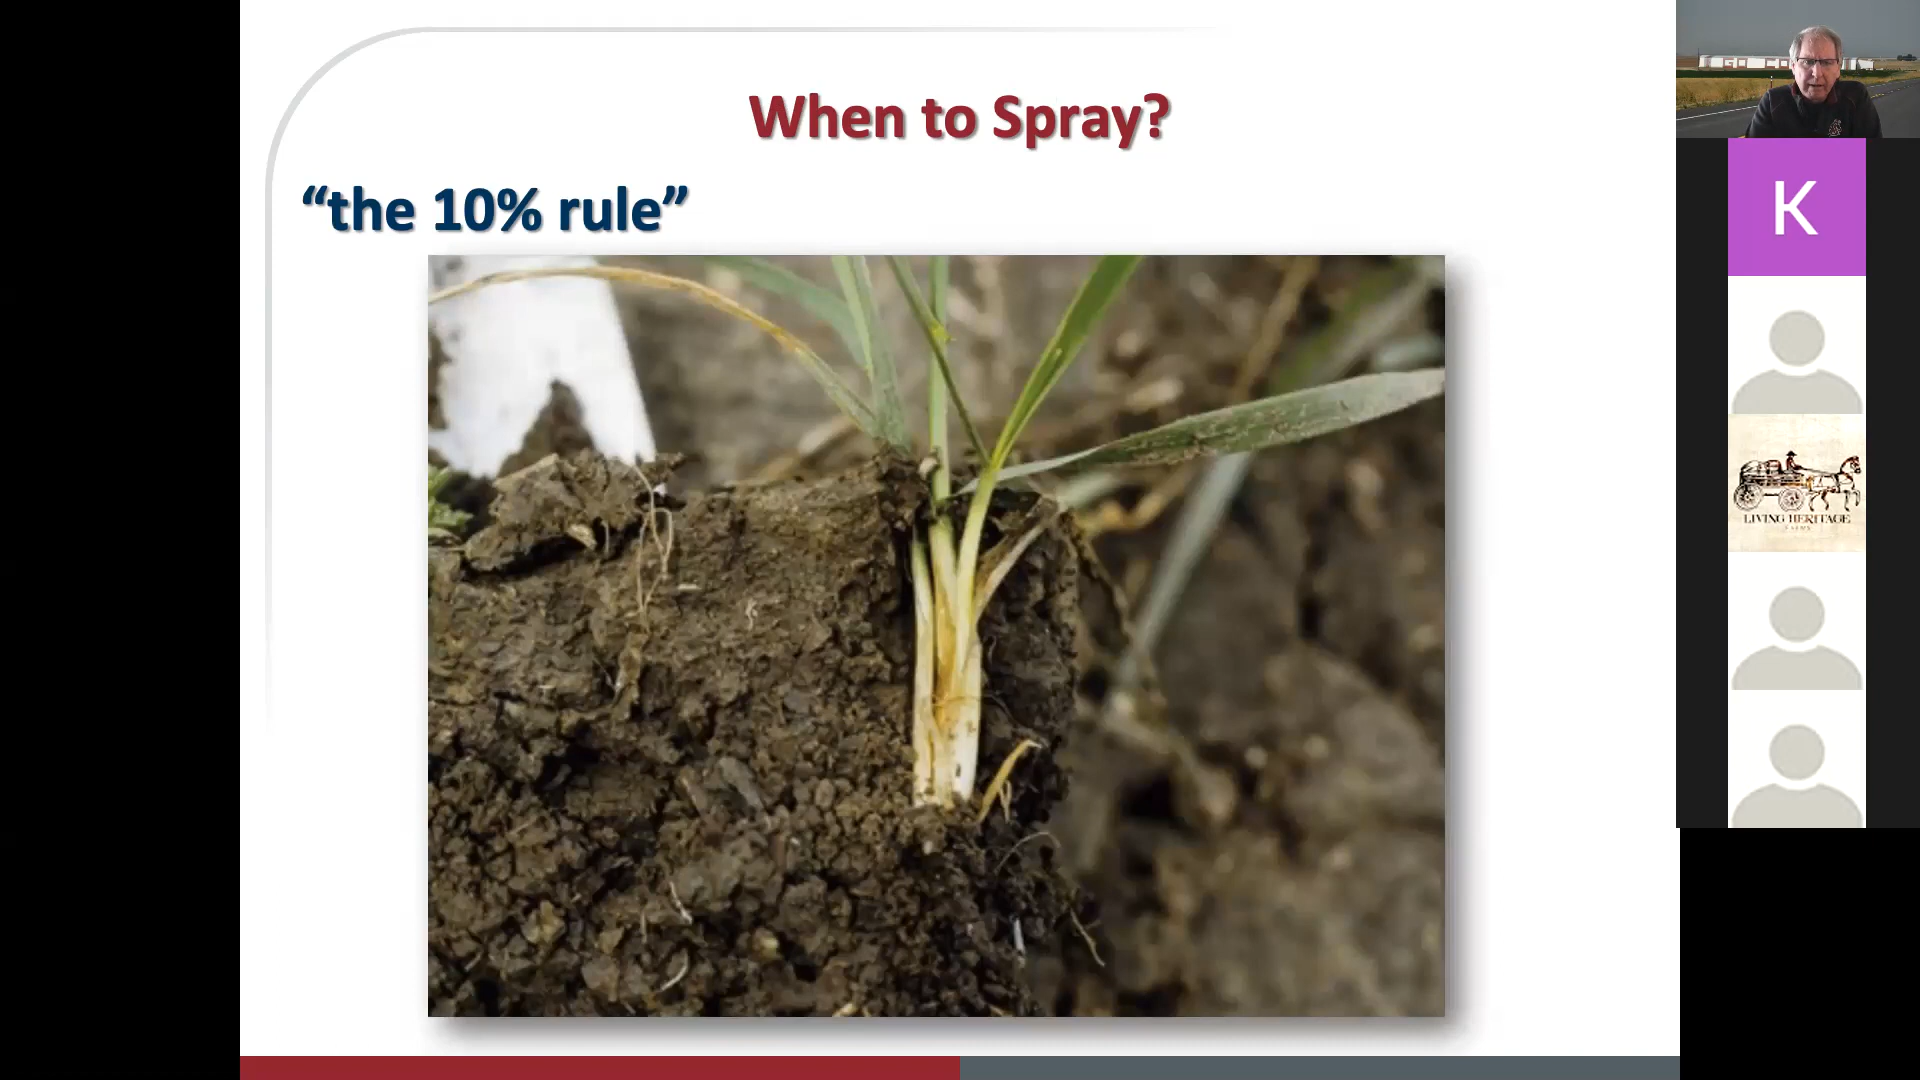 When to Spray?
“the 10% rule”
K
LIVING HERITAGE